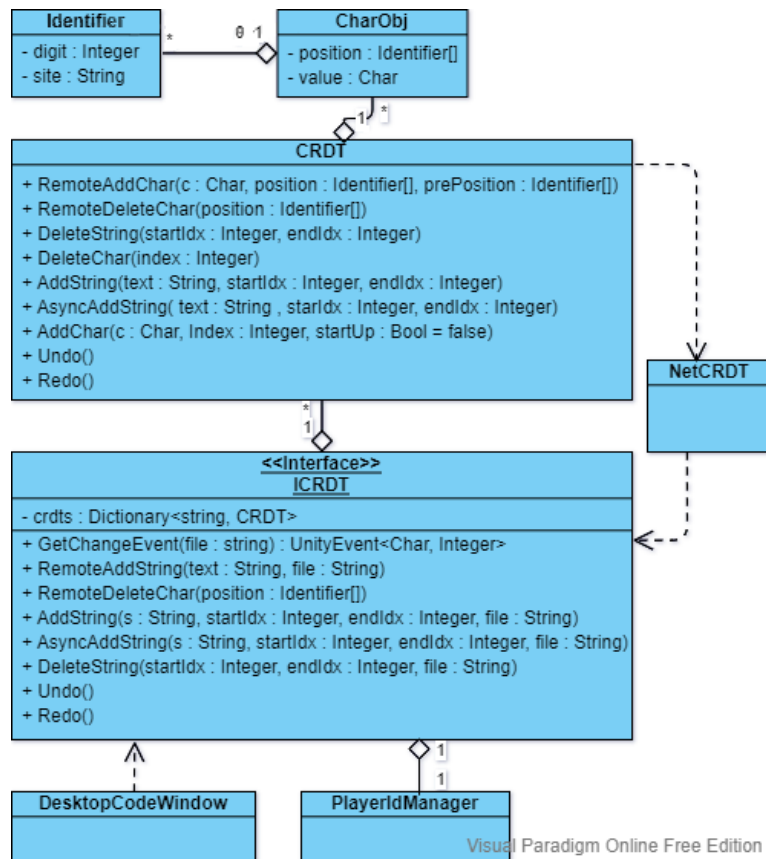 Identifier
- digit : Integer
- site : String
* 0 1
CharObj
- position : Identifier[]
- value : Char
1 *
CRDT
+ RemoteAddChar(c : Char, position : Identifier[], prePosition : Identifier[])
+ RemoteDeleteChar(position : Identifier[])
+ DeleteString(startIdx : Integer, endIdx : Integer)
+ DeleteChar(index : Integer)
+ AddString(text : String, startIdx : Integer, endIdx : Integer)
+ AsyncAddString( text : String , starIdx : Integer, endIdx : Integer)
+ AddChar(c : Char, Index : Integer, startUp : Bool = false)
+ Undo()
+ Redo()
NetCRDT
*
1
<<Interface>>
ICRDT
- crdts : Dictionary<string, CRDT>
+ GetChangeEvent(file : string) : UnityEvent<Char, Integer>
+ RemoteAddString(text : String, file : String)
+ RemoteDeleteChar(position : Identifier[])
+ AddString(s : String, startIdx : Integer, endIdx : Integer, file : String)
+ AsyncAddString(s : String, startIdx : Integer, endIdx : Integer, file : String)
+ DeleteString(startIdx : Integer, endIdx : Integer, file : String)
+ Undo()
+ Redo()
1
1
DesktopCodeWindow
PlayerIdManager
Visual Paradigm Online Free Edition